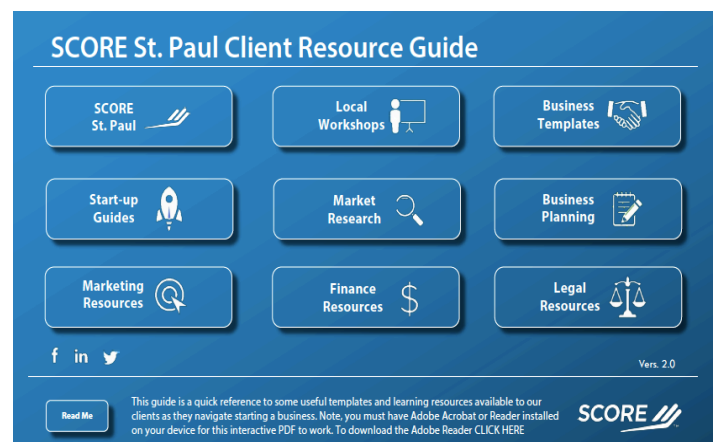 SCORE St. Paul Client Resource Guide
SCORE
St. Paul
Local
Workshops
Business
Templates
Start-up
Guides
Market
Research
Business
Planning
Marketing
Resources
Finance
Resources
$
Legal
Resources
f in
Vers. 2.0
Read Me
This guide is a quick reference to some useful templates and learning resources available to our
clients as they navigate starting a business. Note, you must have Adobe Acrobat or Reader installed
on your device for this interactive PDF to work. To download the Adobe Reader CLICK HERE
SCORE